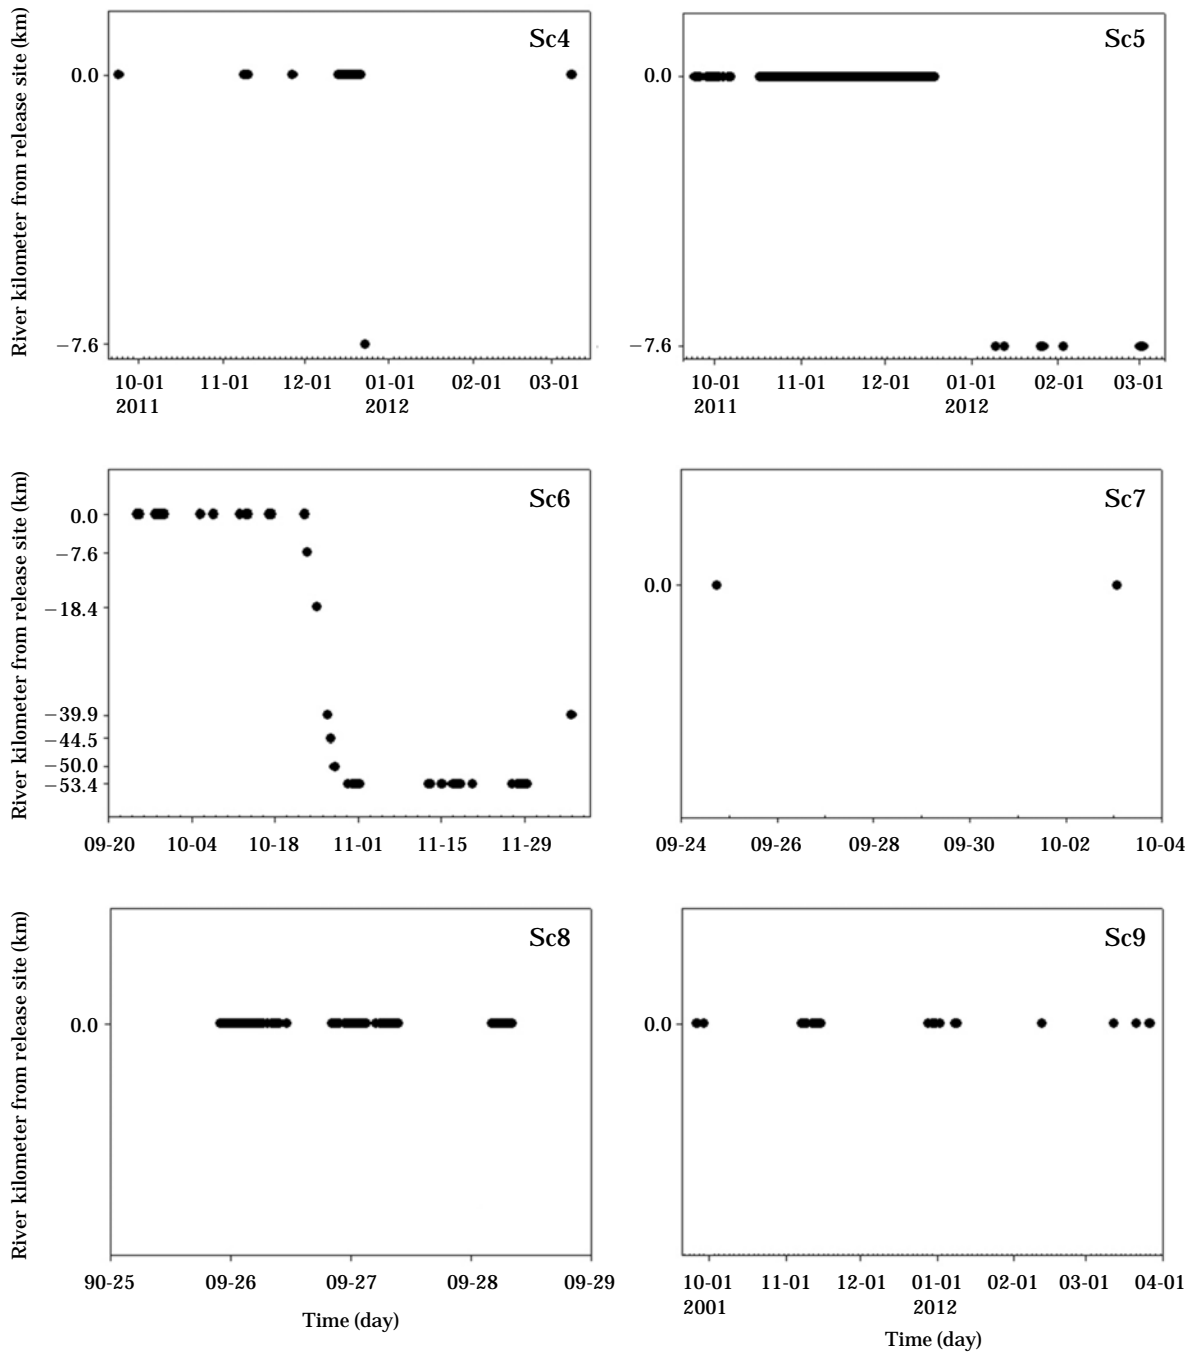 River kilometer from release site (km)
Sc4
0.0
−7.6
10-01 11-01 12-01 01-01 02-01 03-01
2011 2012
Sc5
0.0
−7.6
10-01 11-01 12-01 01-01 02-01 03-01
2011 2012
River kilometer from release site (km)
Sc6
0.0
−7.6
−18.4
−39.9
−44.5
−50.0
−53.4
09-20 10-04 10-18 11-01 11-15 11-29
Sc7
0.0
09-24 09-26 09-28 09-30 10-02 10-04
River kilometer from release site (km)
Sc8
0.0
90-25 09-26 09-27 09-28 09-29
Time (day)
Sc9
0.0
10-01 11-01 12-01 01-01 02-01 03-01 04-01
2001 2012
Time (day)